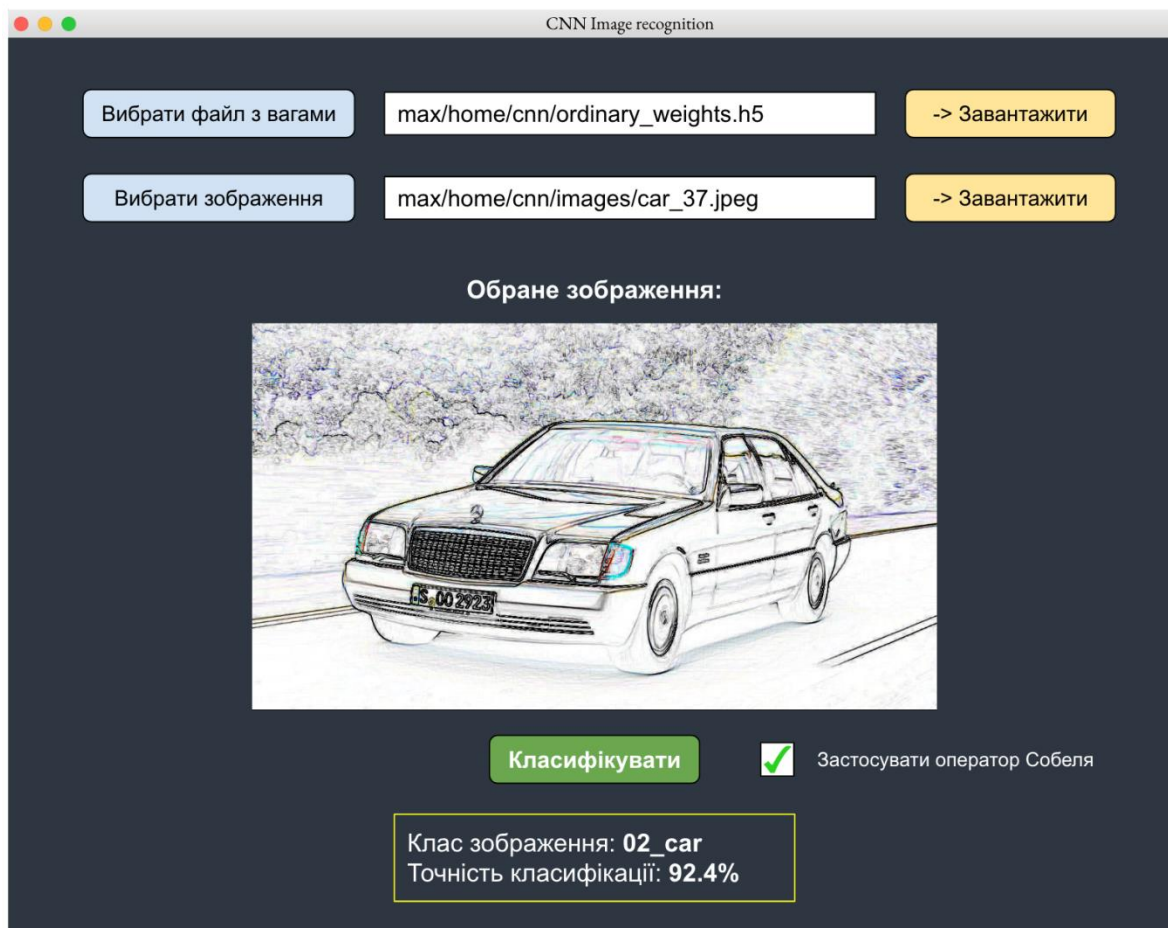 CNN Image recognition
Вибрати файл з вагами max/home/cnn/ordinary_weights.h5 -> Завантажити
Вибрати зображення max/home/cnn/images/car_37.jpeg -> Завантажити
Обране зображення:
S 00 2923
Класифікувати Застосувати оператор Собеля
Клас зображення: 02_car
Точність класифікації: 92.4%